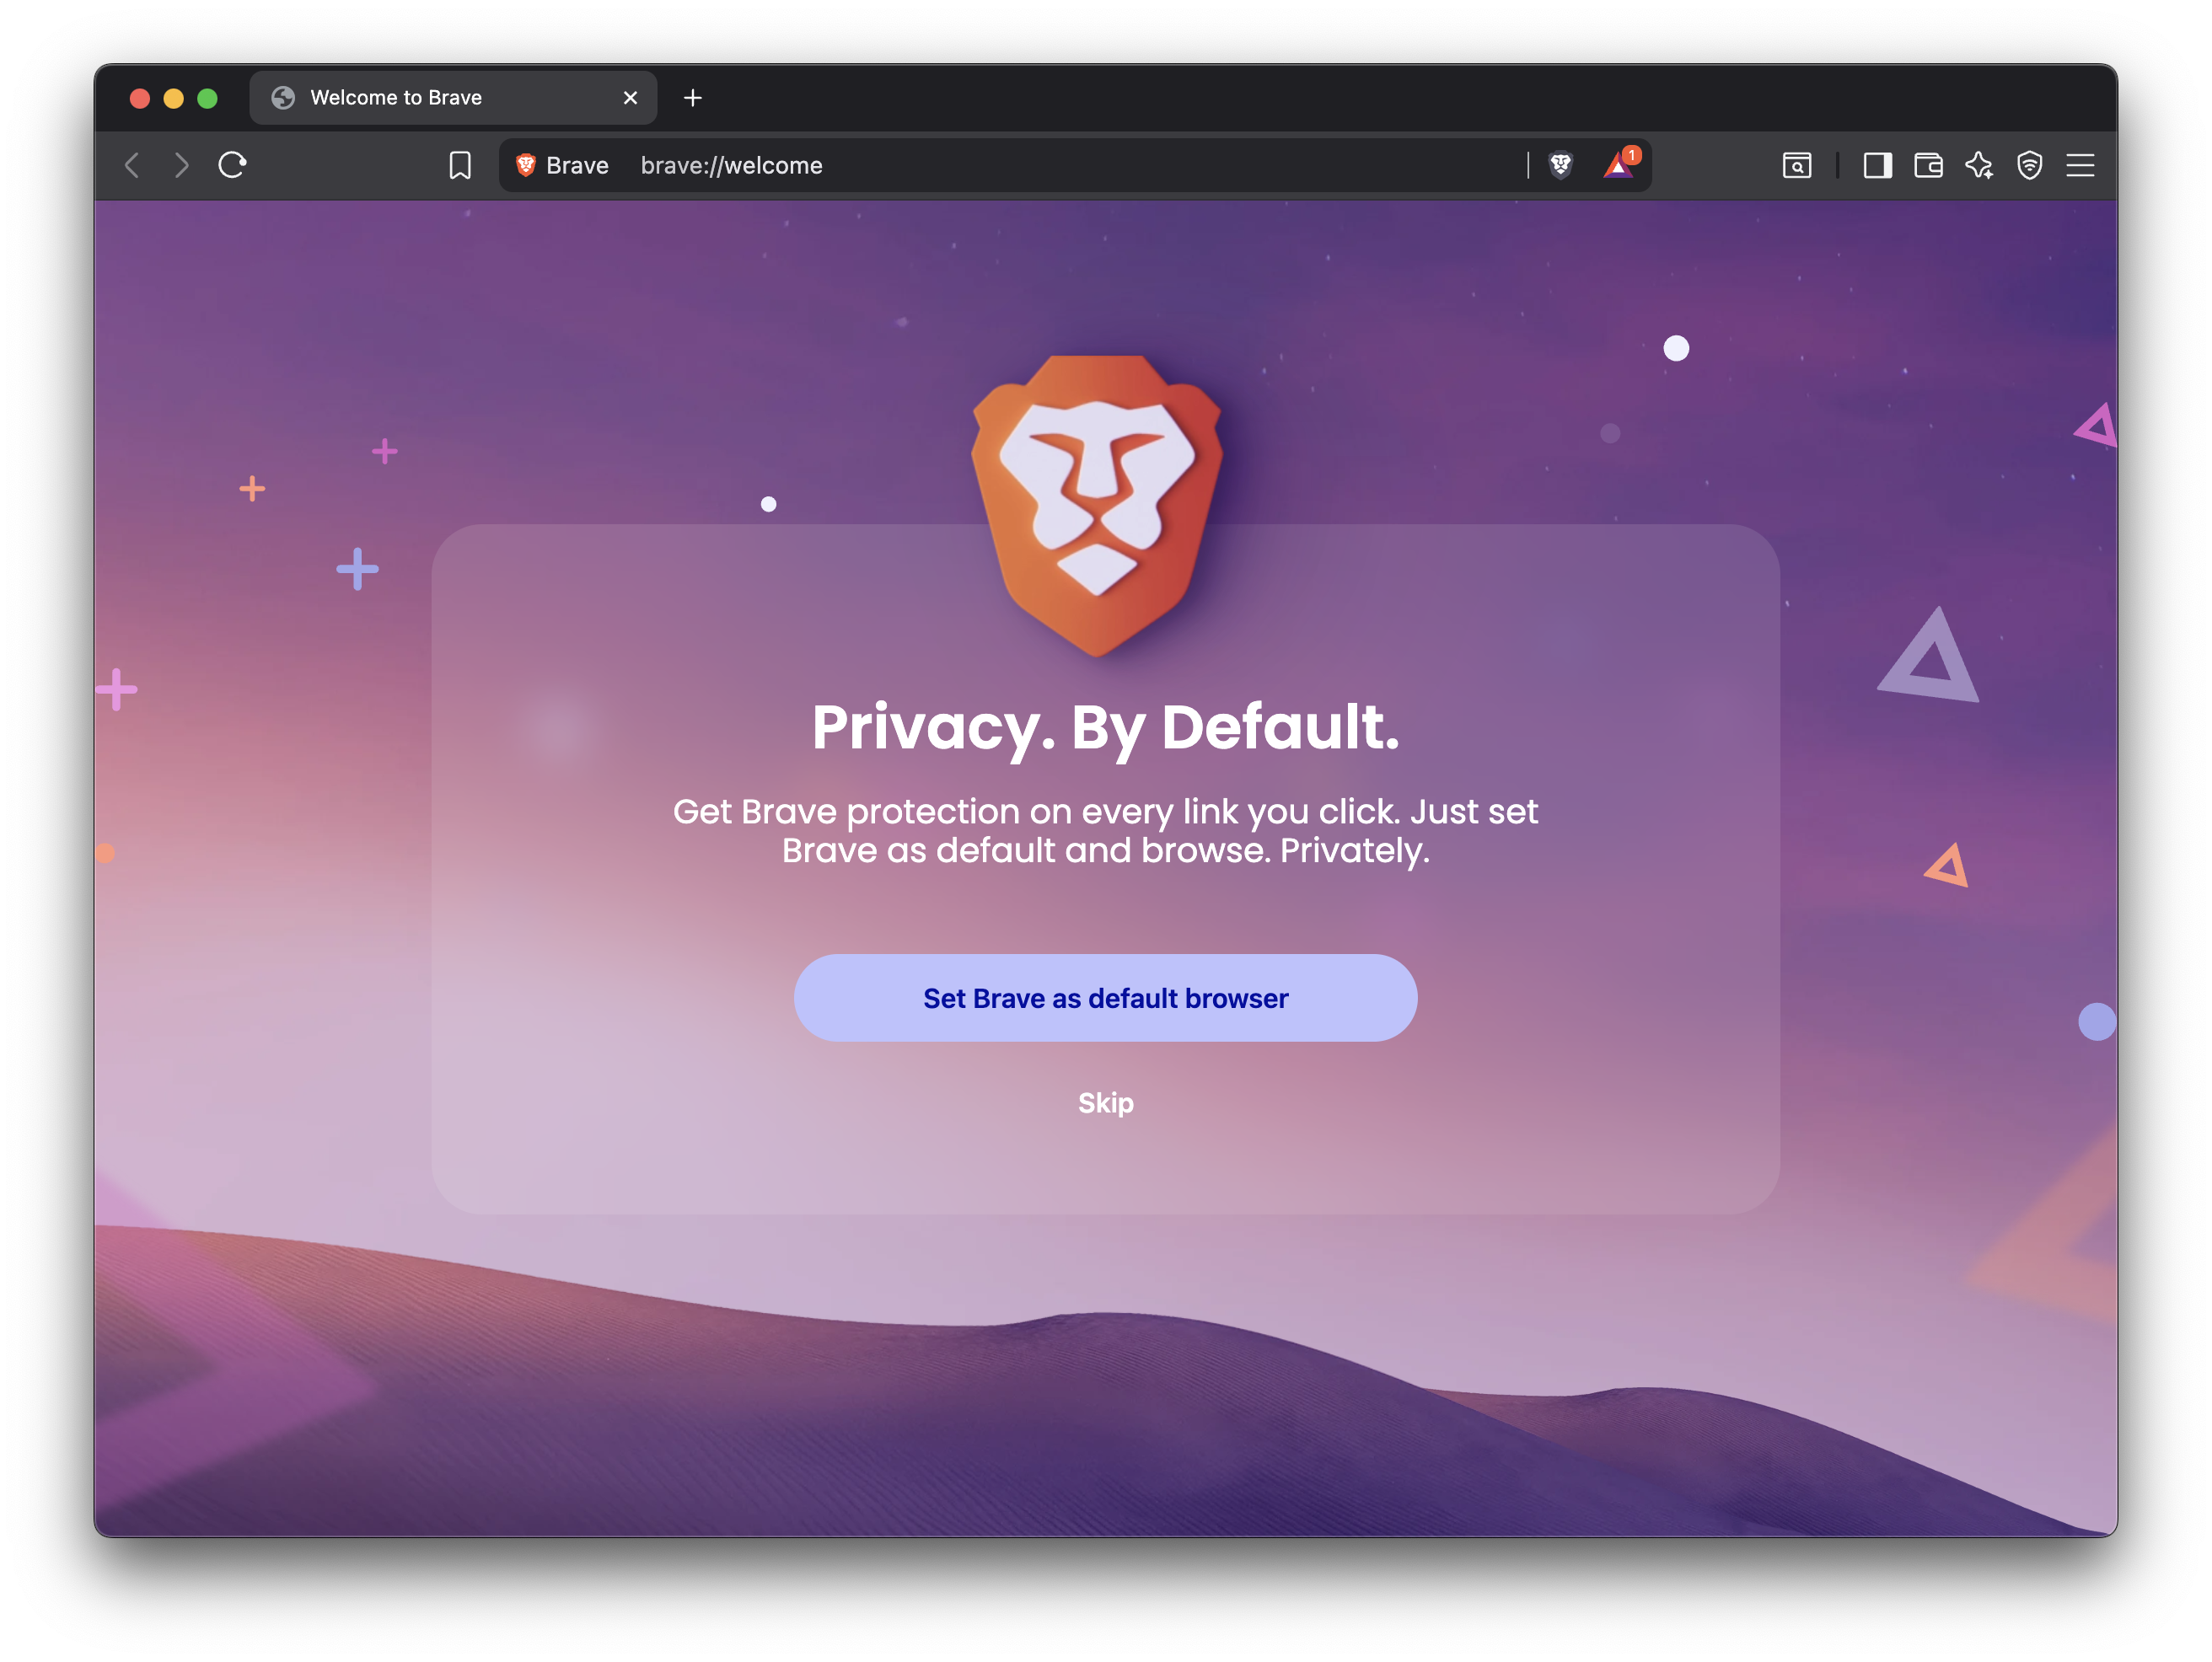 Welcome to Brave
Brave brave://welcome
1
Privacy. By Default.
Get Brave protection on every link you click. Just set
Brave as default and browse. Privately.
Set Brave as default browser
Skip